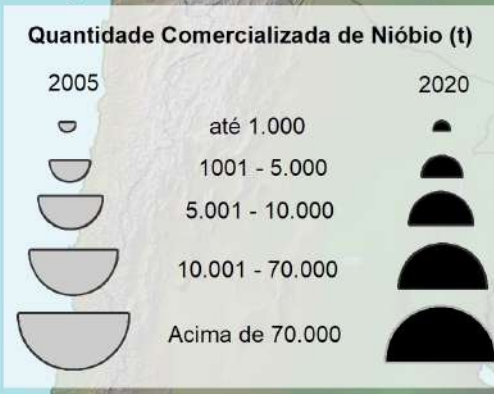 Quantidade Comercializada de Nióbio (t)
2005 2020
até 1.000
1001 - 5.000
5.001 - 10.000
10.001 - 70.000
Acima de 70.000